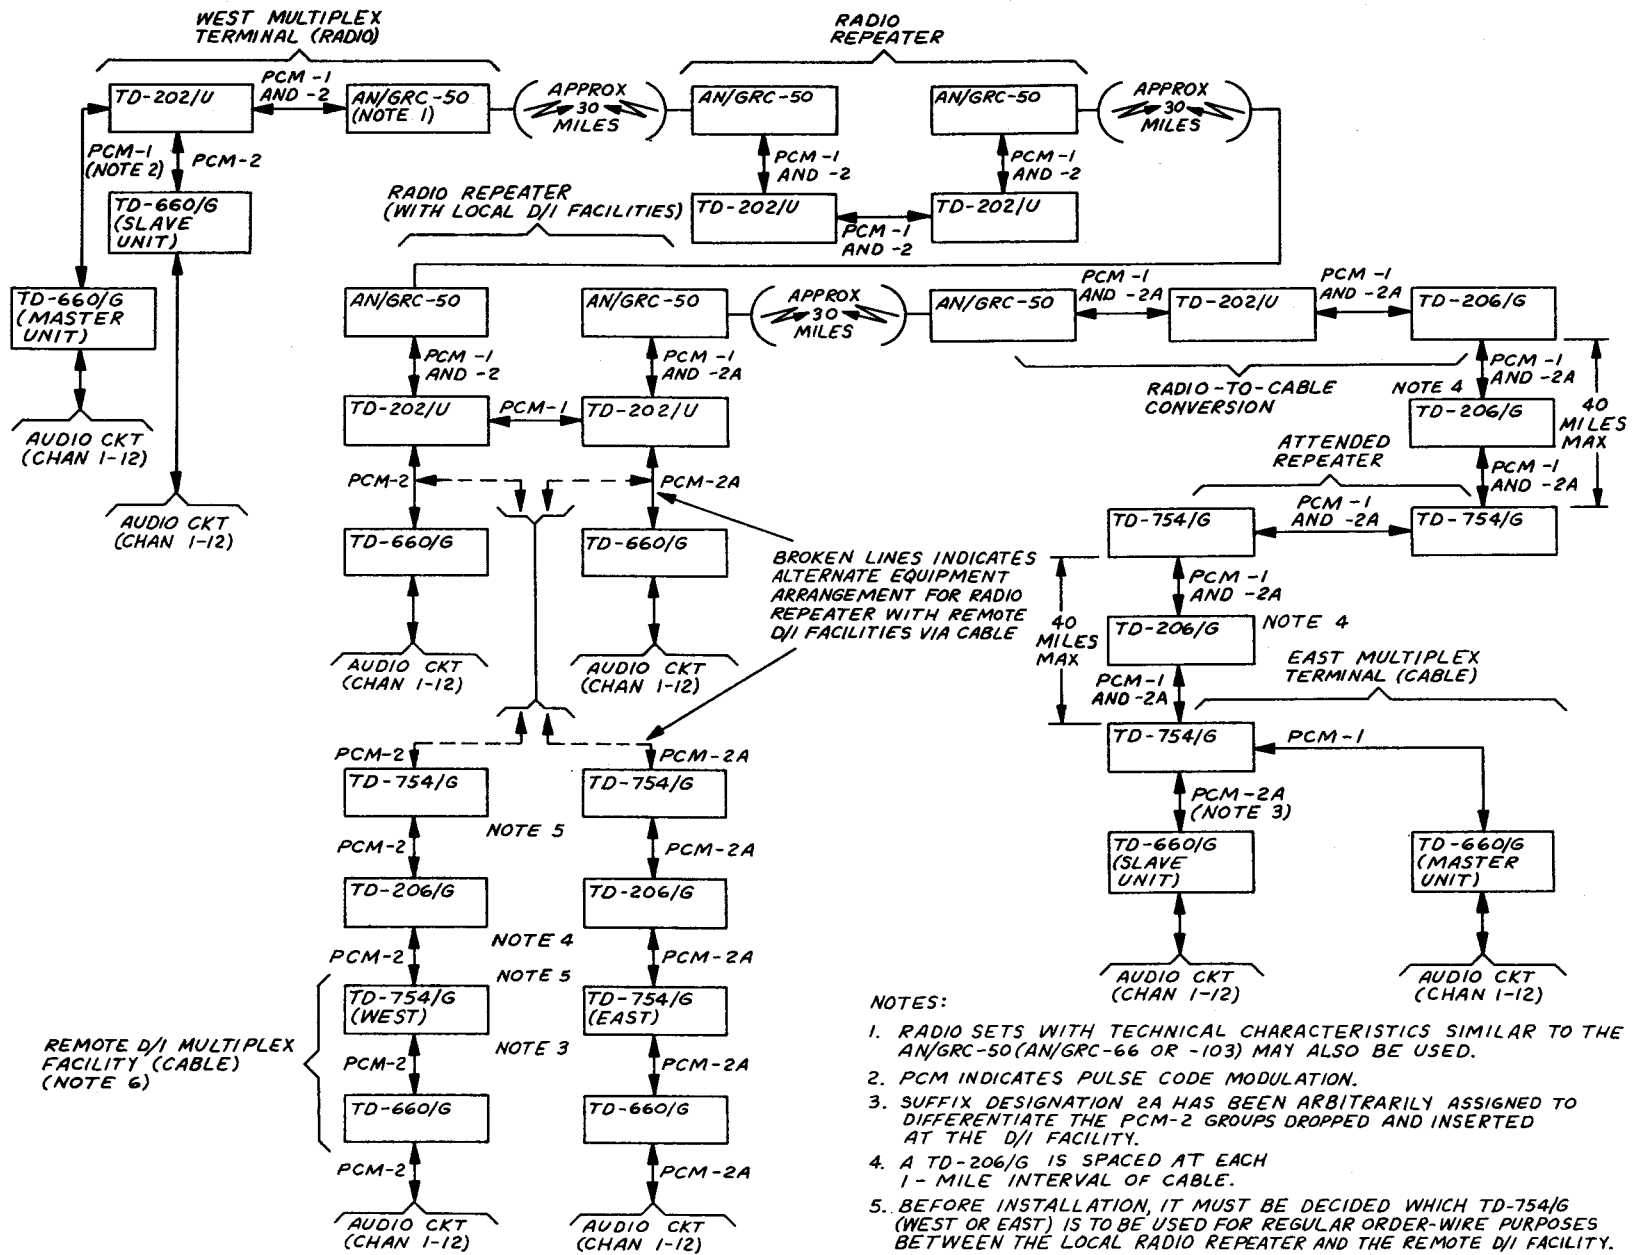 WEST MULTIPLEX
TERMINAL (RADIO)
RADIO
REPEATER
TD-202/U
PCM -1
AND -2
AN/GRC-50
(NOTE 1)
APPROX
30
MILES
AN/GRC-50
AN/GRC-50
APPROX
30
MILES
PCM-1
(NOTE 2)
PCM-2
PCM -1
AND -2
PCM -1
AND -2
TD-660/G
(SLAVE
UNIT)
RADIO REPEATER
(WITH LOCAL D/I FACILITIES)
TD-202/U
PCM -1
AND -2
TD-202/U
TD-660/G
(MASTER
UNIT)
AN/GRC-50
AN/GRC-50
APPROX
30
MILES
AN/GRC-50
PCM -1
AND -2A
TD-202/U
PCM -1
AND -2A
TD-206/G
PCM -1
AND -2
PCM -1
AND -2A
RADIO-TO-CABLE
CONVERSION
NOTE 4
PCM -1
AND -2A
40
MILES
MAX
AUDIO CKT
(CHAN 1-12)
TD-202/U
PCM-1
TD-202/U
TD-206/G
ATTENDED
REPEATER
PCM-2
PCM-2A
PCM-1
AND -2A
AUDIO CKT
(CHAN 1-12)
TD-754/G
PCM -1
AND -2A
TD-754/G
TD-660/G
TD-660/G
BROKEN LINES INDICATES
ALTERNATE EQUIPMENT
ARRANGEMENT FOR RADIO
REPEATER WITH REMOTE
D/I FACILITIES VIA CABLE
PCM -1
AND -2A
40
MILES
MAX
TD-206/G
NOTE 4
AUDIO CKT
(CHAN 1-12)
AUDIO CKT
(CHAN 1-12)
EAST MULTIPLEX
TERMINAL (CABLE)
PCM-1
AND -2A
PCM-2
PCM-2A
TD-754/G
PCM-1
TD-754/G
TD-754/G
NOTE 5
PCM-2A
(NOTE 3)
PCM-2
PCM-2A
TD-660/G
(SLAVE
UNIT)
TD-660/G
(MASTER
UNIT)
TD-206/G
TD-206/G
NOTE 4
PCM-2
PCM-2A
NOTE 5
AUDIO CKT
(CHAN 1-12)
AUDIO CKT
(CHAN 1-12)
TD-754/G
(WEST)
TD-754/G
(EAST)
NOTE 3
REMOTE D/I MULTIPLEX
FACILITY (CABLE)
(NOTE 6)
PCM-2
PCM-2A
TD-660/G
TD-660/G
PCM-2
PCM-2A
AUDIO CKT
(CHAN 1-12)
AUDIO CKT
(CHAN 1-12)
NOTES:
1. RADIO SETS WITH TECHNICAL CHARACTERISTICS SIMILAR TO THE
AN/GRC-50 (AN/GRC-66 OR -103) MAY ALSO BE USED.
2. PCM INDICATES PULSE CODE MODULATION.
3. SUFFIX DESIGNATION 2A HAS BEEN ARBITRARILY ASSIGNED TO
DIFFERENTIATE THE PCM-2 GROUPS DROPPED AND INSERTED
AT THE D/I FACILITY.
4. A TD-206/G IS SPACED AT EACH
1-MILE INTERVAL OF CABLE.
5. BEFORE INSTALLATION, IT MUST BE DECIDED WHICH TD-754/G
(WEST OR EAST) IS TO BE USED FOR REGULAR ORDER-WIRE PURPOSES
BETWEEN THE LOCAL RADIO REPEATER AND THE REMOTE D/I FACILITY.